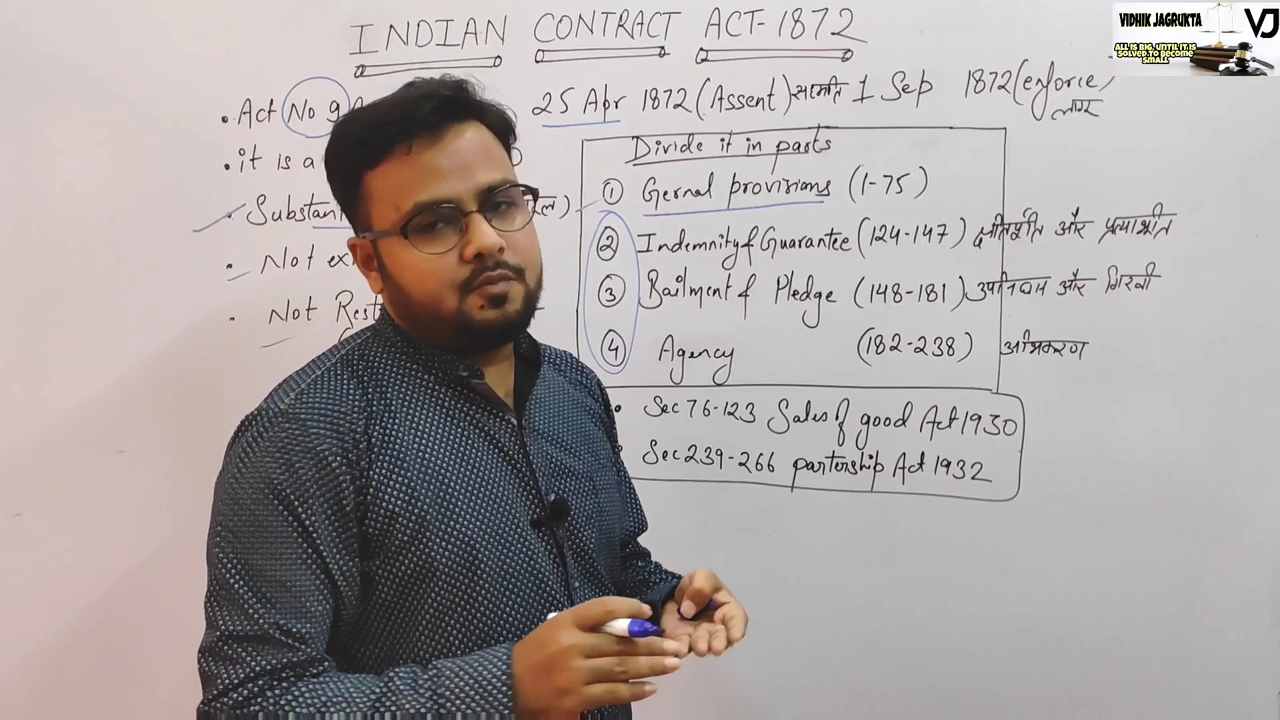 INDIAN CONTRACT ACT-1872
VIDHIK JAGRUKTA
VJ
ALL IS BIG, UNTIL IT IS
SOLVED TO BECOME
SMALL
• Act No 9 25 Apr 1872 (Assent) सहमति 1 Sep 1872 (enforce)
लागू
• it is a
Divide it in parts
• Substan
① Gernal provisions (1-75)
② Indemnity & Guarantee (124-147) क्षतिपूर्ति और प्रत्याभूति
• Not ex
③ Bailment & Pledge (148-181) उपनिधान और गिरवी
• Not Rest
④ Agency (182-238) अभिकरण
• Sec 76-123 Sales of good Act 1930
Sec 239-266 partership Act 1932